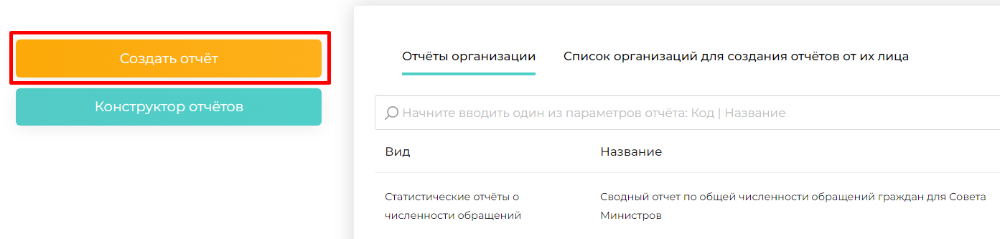 Создать отчёт
Конструктор отчётов
Отчёты организации
Список организаций для создания отчётов от их лица
Начните вводить один из параметров отчёта: Код | Название
Вид
Название
Статистические отчёты о
численности обращений
Сводный отчет по общей численности обращений граждан для Совета
Министров